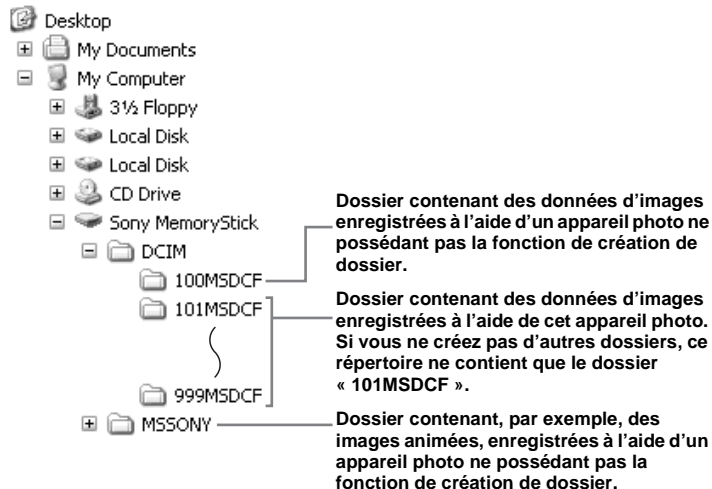 Desktop
My Documents
My Computer
3½ Floppy
Local Disk
Local Disk
CD Drive
Sony MemoryStick
DCIM
100MSDCF
101MSDCF
999MSDCF
MSSONY
Dossier contenant des données d’images
enregistrées à l’aide d’un appareil photo ne
possédant pas la fonction de création de
dossier.
Dossier contenant des données d’images
enregistrées à l’aide de cet appareil photo.
Si vous ne créez pas d’autres dossiers, ce
répertoire ne contient que le dossier
« 101MSDCF ».
Dossier contenant, par exemple, des
images animées, enregistrées à l’aide d’un
appareil photo ne possédant pas la
fonction de création de dossier.